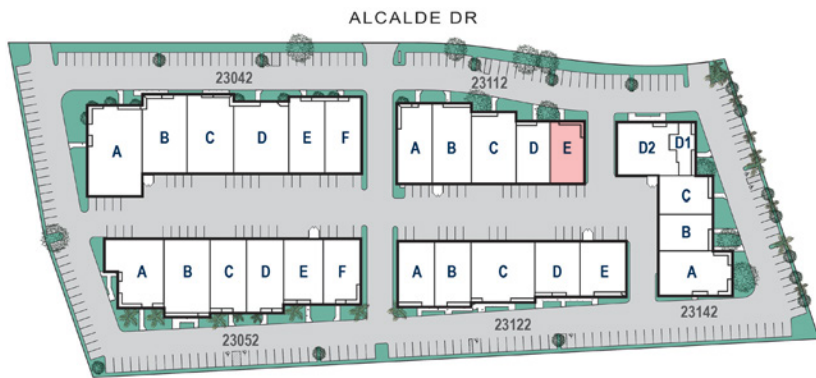 ALCALDE DR
23042
23112
A B C D E F
A B C D E
D2 D1
C
B
A
A B C D E F
A B C D E
23052
23122
23142